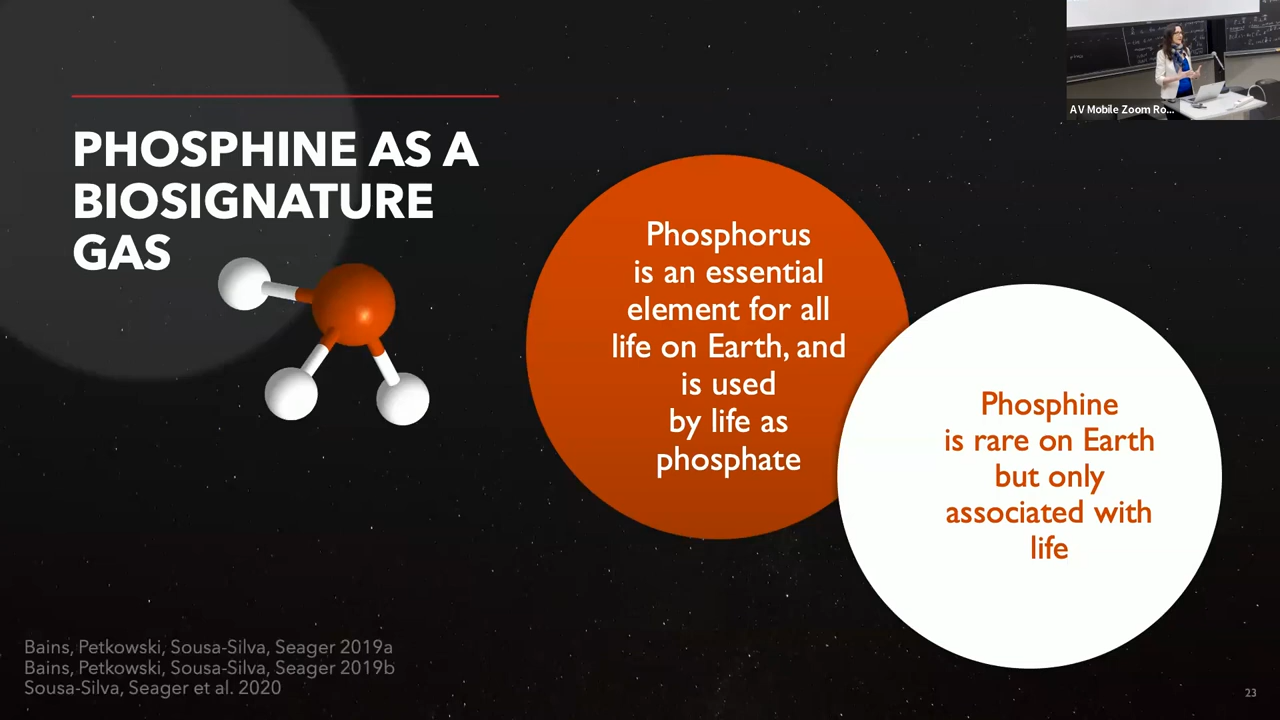 AV Mobile Zoom Ro...
PHOSPHINE AS A
BIOSIGNATURE
GAS
Phosphorus
is an essential
element for all
life on Earth, and
is used
by life as
phosphate
Phosphine
is rare on Earth
but only
associated with
life
Bains, Petkowski, Sousa-Silva, Seager 2019a
Bains, Petkowski, Sousa-Silva, Seager 2019b
Sousa-Silva, Seager et al. 2020
23